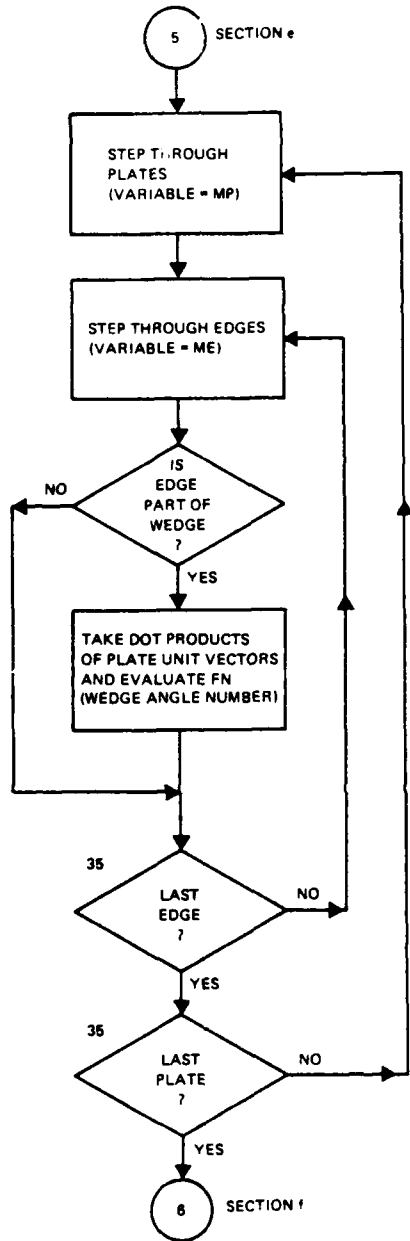 5
SECTION e
STEP THROUGH
PLATES
(VARIABLE = MP)
STEP THROUGH EDGES
(VARIABLE = ME)
IS
EDGE
PART OF
WEDGE
?
NO
YES
TAKE DOT PRODUCTS
OF PLATE UNIT VECTORS
AND EVALUATE FN
(WEDGE ANGLE NUMBER)
35
LAST
EDGE
?
NO
YES
35
LAST
PLATE
?
NO
YES
6
SECTION f